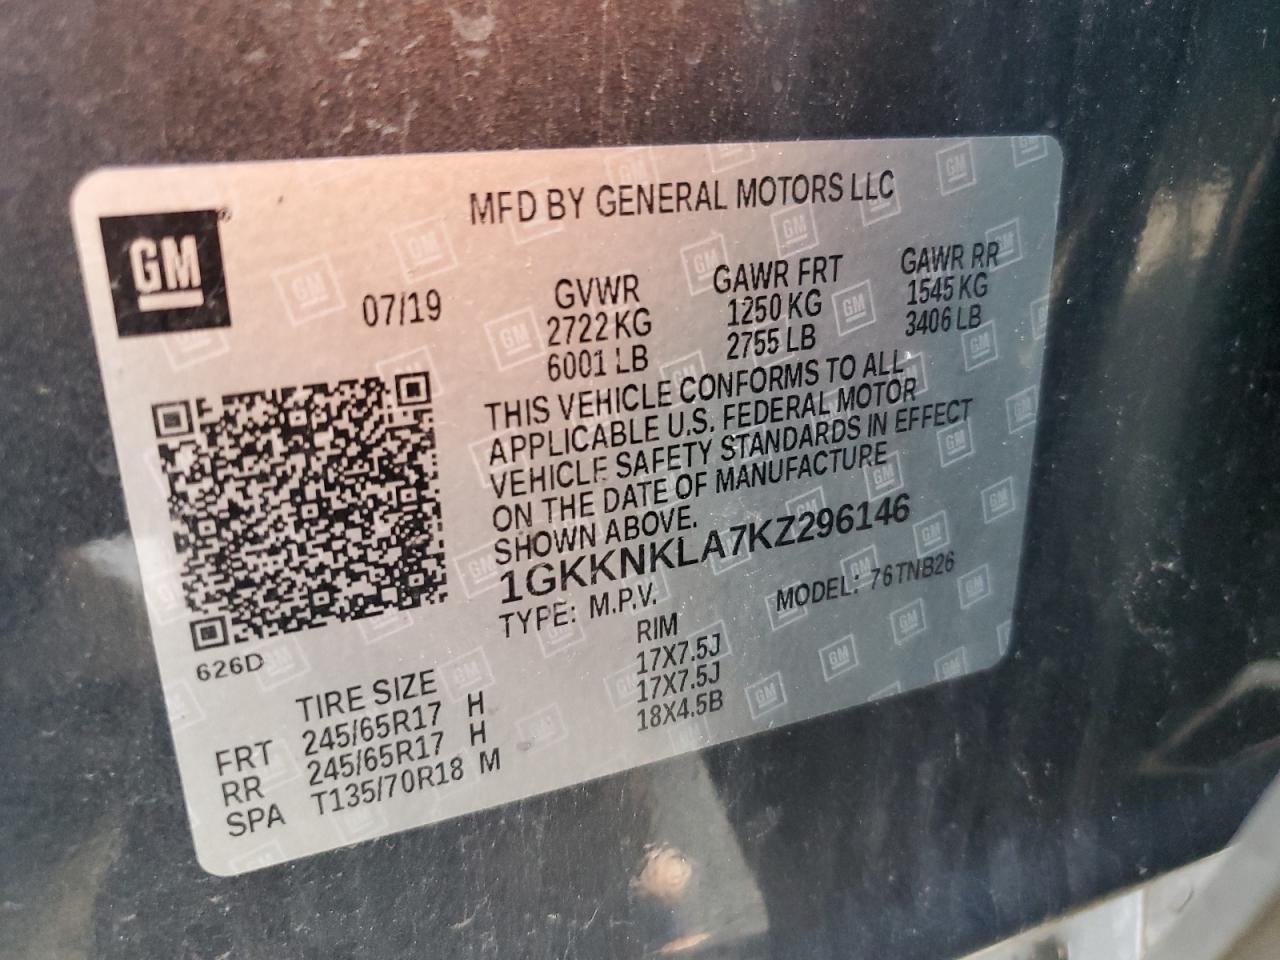 GM®
MFD BY GENERAL MOTORS LLC
07/19
GVWR
2722 KG
6001 LB
GAWR FRT
1250 KG
2755 LB
GAWR RR
1545 KG
3406 LB
THIS VEHICLE CONFORMS TO ALL
APPLICABLE U.S. FEDERAL MOTOR
VEHICLE SAFETY STANDARDS IN EFFECT
ON THE DATE OF MANUFACTURE
SHOWN ABOVE.
1GKKNKLA7KZ296146
TYPE: M.P.V. MODEL: 76TNB26
626D
TIRE SIZE RIM
FRT 245/65R17 H 17X7.5J
RR 245/65R17 H 17X7.5J
SPA T135/70R18 M 18X4.5B